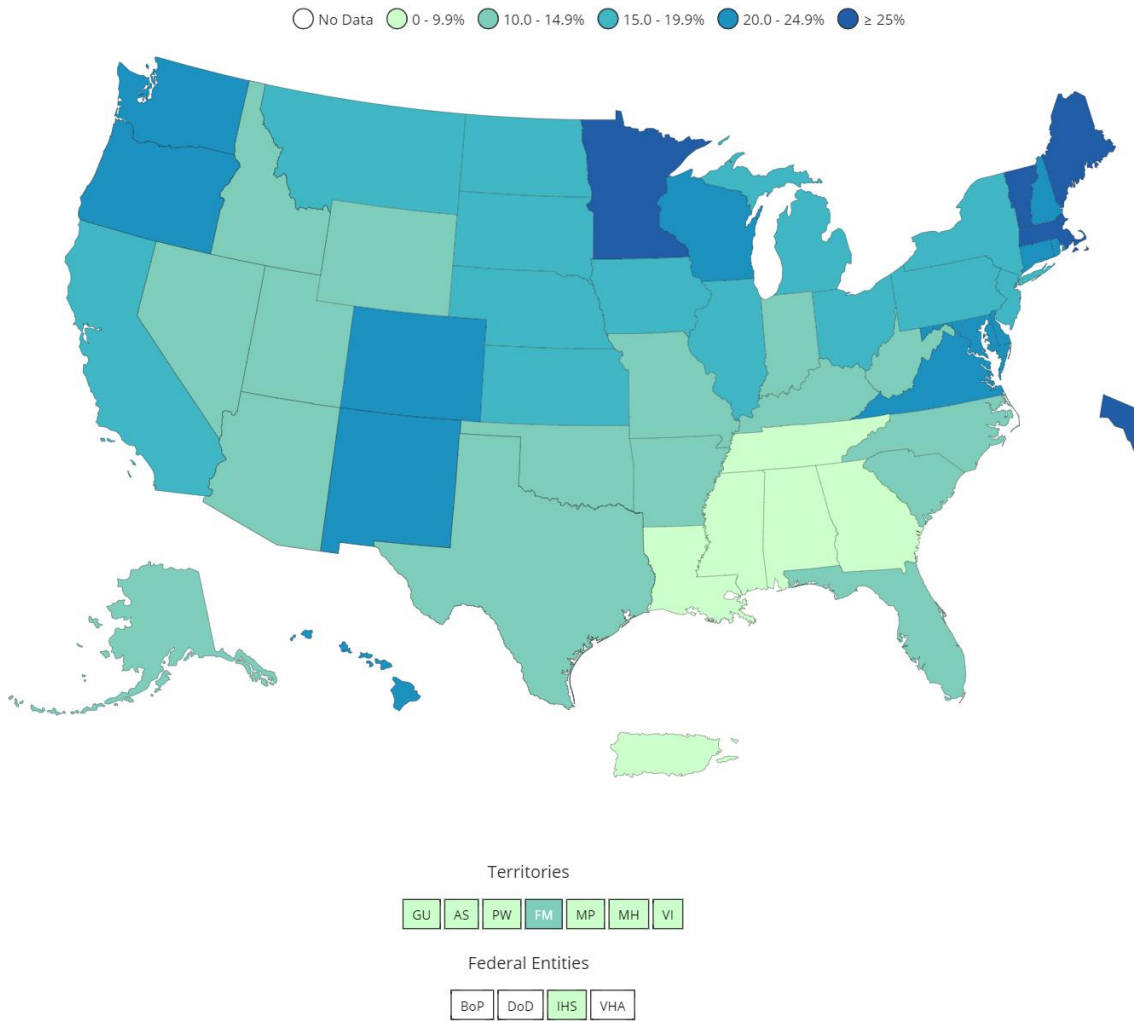 No Data 0 - 9.9% 10.0 - 14.9% 15.0 - 19.9% 20.0 - 24.9% ≥ 25%
Territories
GU AS PW FM MP MH VI
Federal Entities
BoP DoD IHS VHA